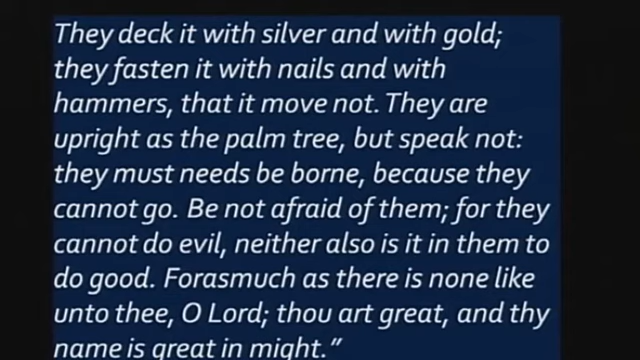 They deck it with silver and with gold;
they fasten it with nails and with
hammers, that it move not. They are
upright as the palm tree, but speak not:
they must needs be borne, because they
cannot go. Be not afraid of them; for they
cannot do evil, neither also is it in them to
do good. Forasmuch as there is none like
unto thee, O Lord; thou art great, and thy
name is great in might.”